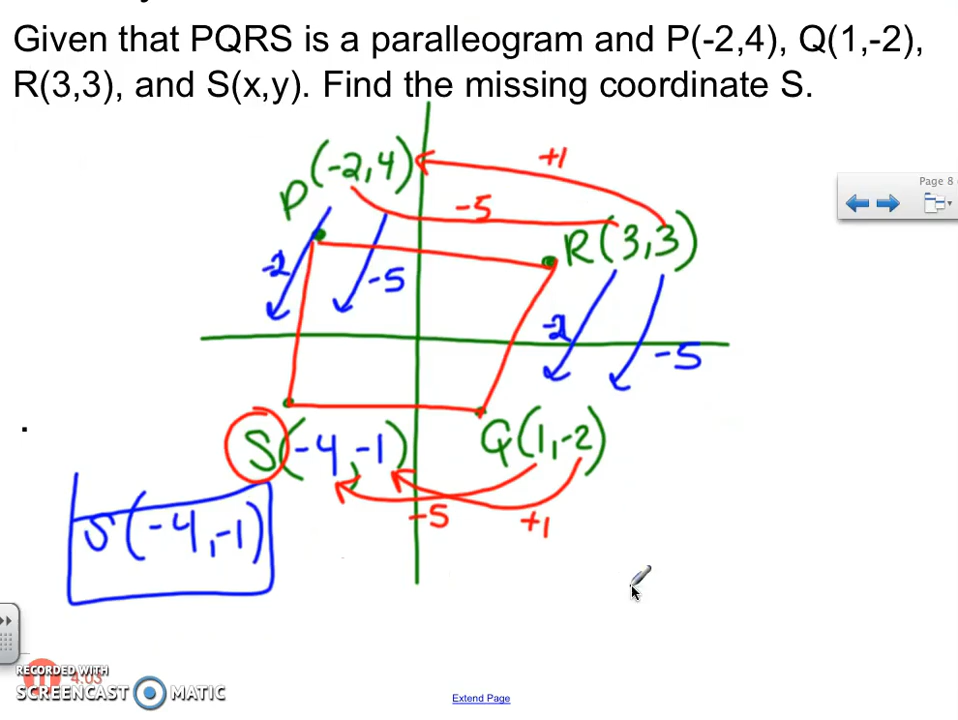 Given that PQRS is a paralleogram and P(-2,4), Q(1,-2),
R(3,3), and S(x,y). Find the missing coordinate S.
Page 8
+1
P(-2,4)
-5
R(3,3)
-2
-5
-2
-5
.
S(-4,-1)
Q(1,-2)
-5
+1
S(-4,-1)
RECORDED WITH
4:03
SCREENCAST MATIC
Extend Page